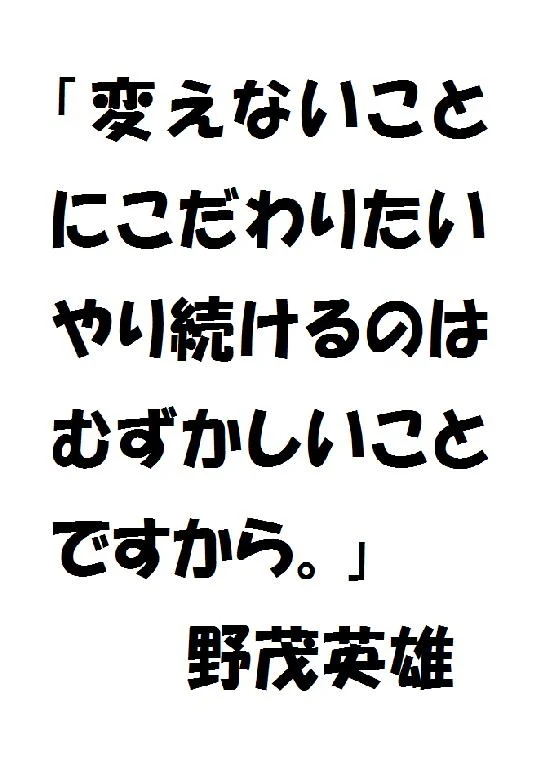 「変えないこと
にこだわりたい
やり続けるのは
むずかしいこと
ですから。」
野茂英雄